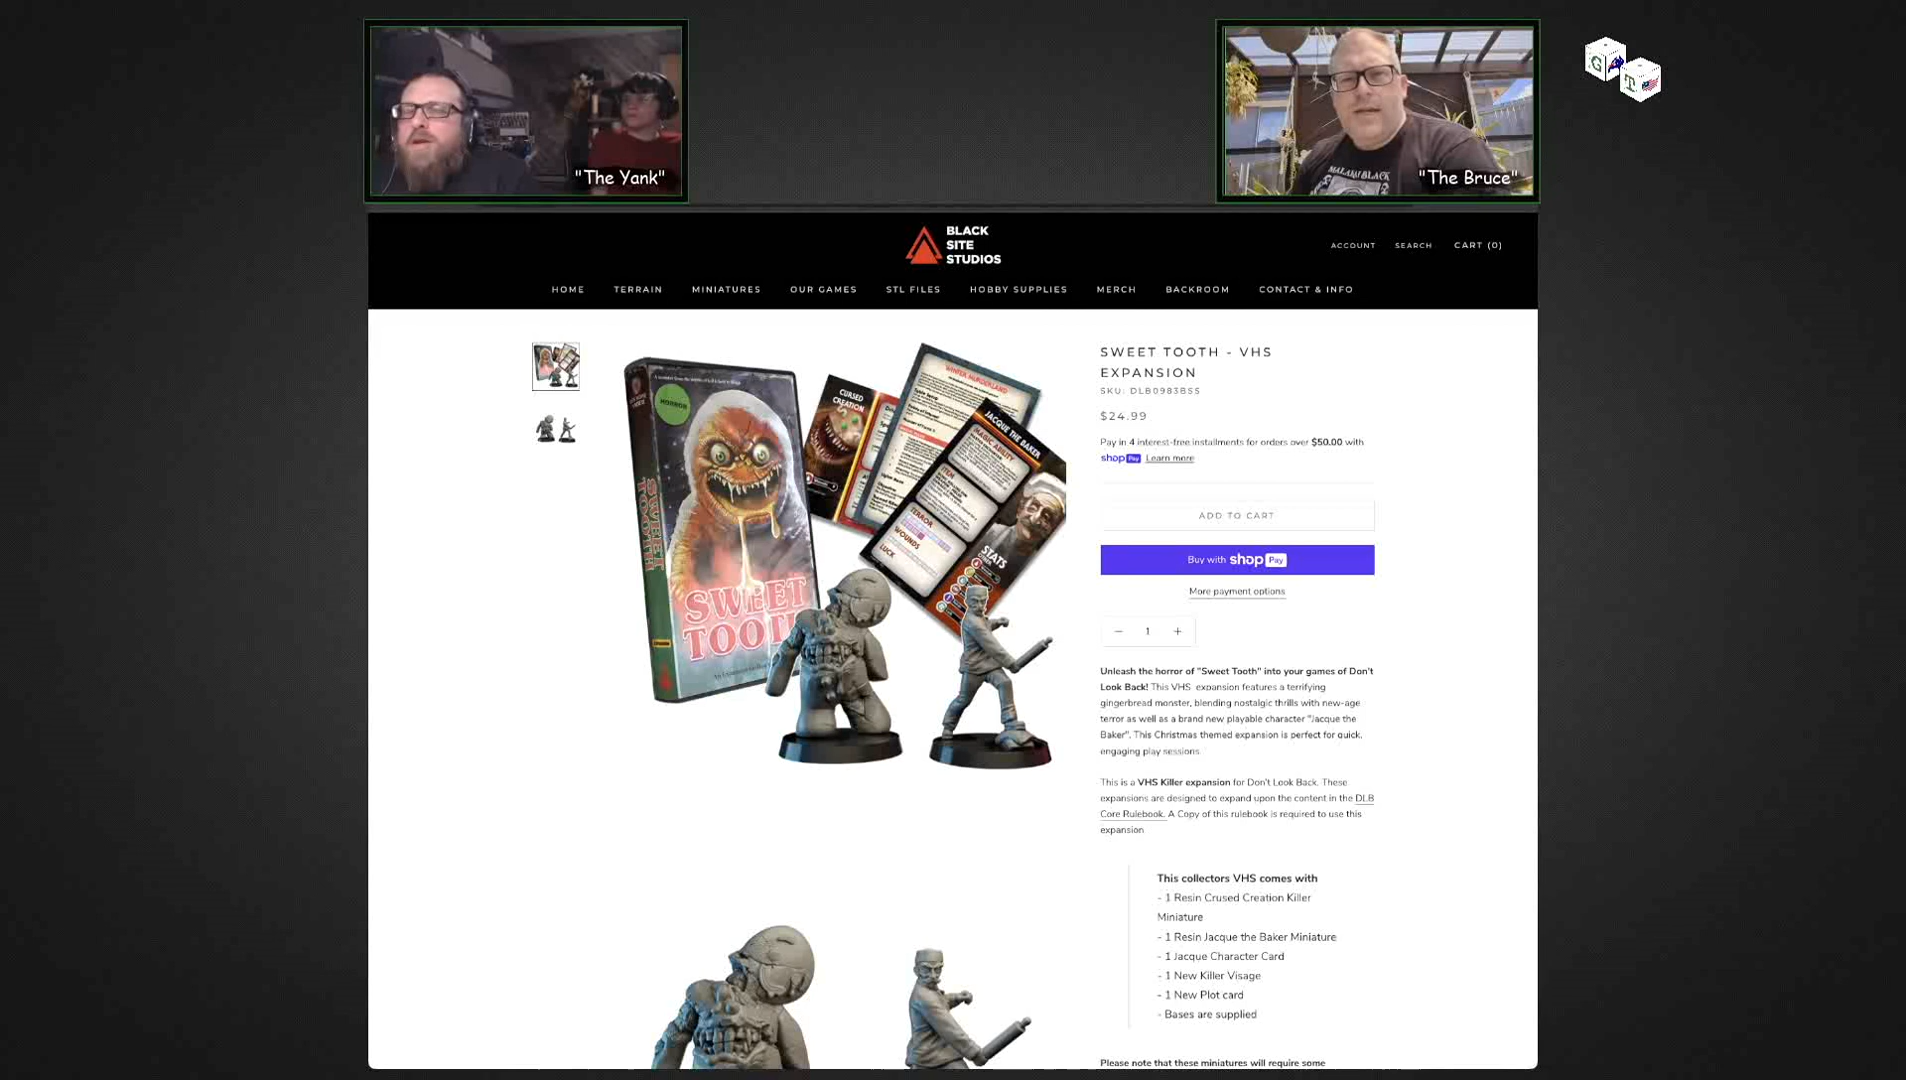 "The Yank"
"The Bruce"
G
T
BLACK
SITE
STUDIOS
ACCOUNT
SEARCH
CART (0)
HOME
TERRAIN
MINIATURES
OUR GAMES
STL FILES
HOBBY SUPPLIES
MERCH
BACKROOM
CONTACT & INFO
HORROR
SWEET
TOOTH
CURSED
CREATION
WINTER MURDERLAND
JACQUE THE BAKER
MAGIC ABILITY
ITEM
TERROR
WOUNDS
LUCK
STATS
SWEET TOOTH - VHS
EXPANSION
SKU: DLB0983BSS
$24.99
Pay in 4 interest-free installments for orders over $50.00 with
shop Pay Learn more
ADD TO CART
Buy with shop Pay
More payment options
− 1 +
Unleash the horror of "Sweet Tooth" into your games of Don't
Look Back! This VHS expansion features a terrifying
gingerbread monster, blending nostalgic thrills with new-age
terror as well as a brand new playable character "Jacque the
Baker". This Christmas themed expansion is perfect for quick,
engaging play sessions.
This is a VHS Killer expansion for Don't Look Back. These
expansions are designed to expand upon the content in the DLB
Core Rulebook. A Copy of this rulebook is required to use this
expansion
This collectors VHS comes with
- 1 Resin Crused Creation Killer
Miniature
- 1 Resin Jacque the Baker Miniature
- 1 Jacque Character Card
- 1 New Killer Visage
- 1 New Plot card
- Bases are supplied
Please note that these miniatures will require some